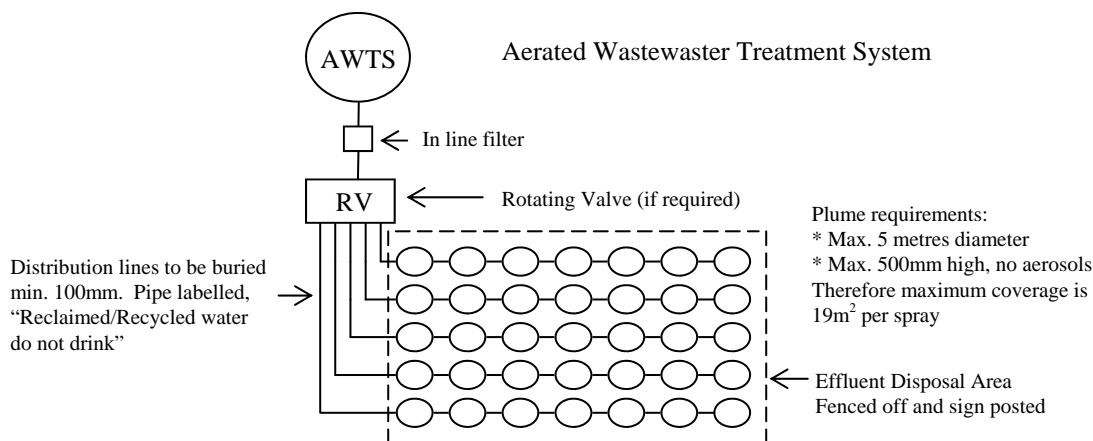 AWTS
Aerated Wastewaster Treatment System
In line filter
RV
Rotating Valve (if required)
Plume requirements:
* Max. 5 metres diameter
* Max. 500mm high, no aerosols
Therefore maximum coverage is
19m² per spray
Distribution lines to be buried
min. 100mm. Pipe labelled,
“Reclaimed/Recycled water
do not drink”
Effluent Disposal Area
Fenced off and sign posted